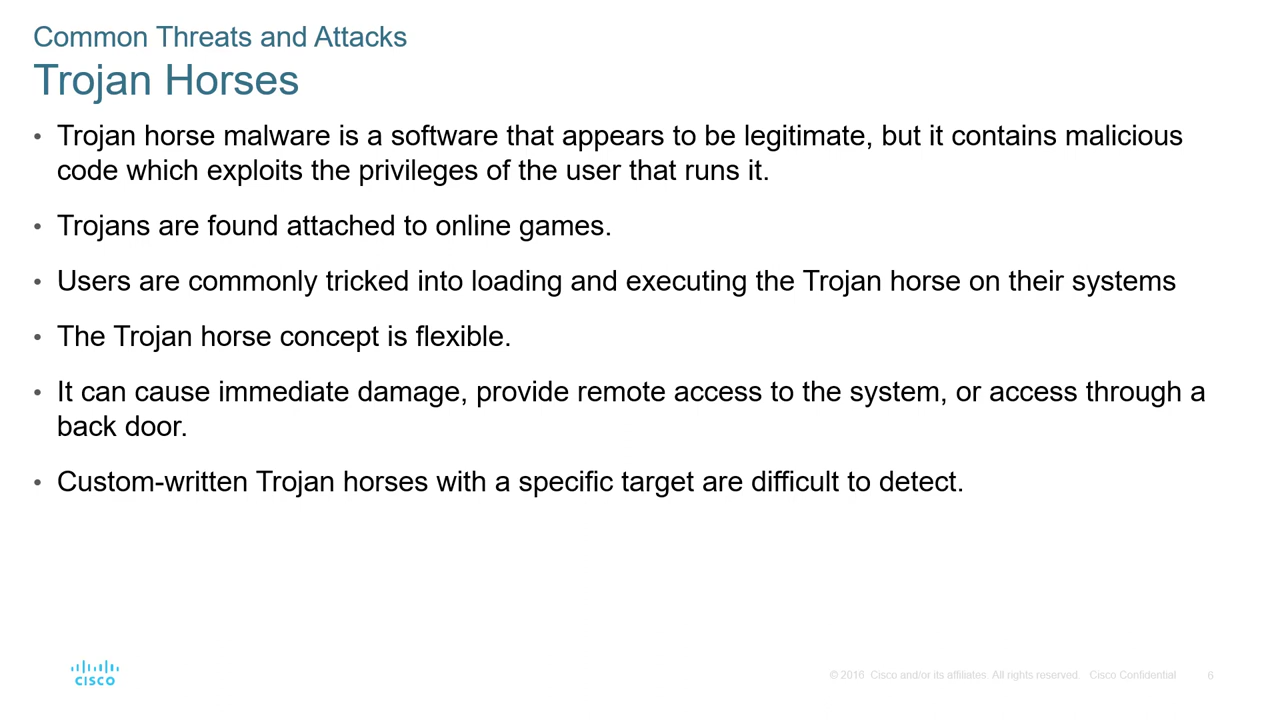 Common Threats and Attacks
Trojan Horses
• Trojan horse malware is a software that appears to be legitimate, but it contains malicious
code which exploits the privileges of the user that runs it.
• Trojans are found attached to online games.
• Users are commonly tricked into loading and executing the Trojan horse on their systems
• The Trojan horse concept is flexible.
• It can cause immediate damage, provide remote access to the system, or access through a
back door.
• Custom-written Trojan horses with a specific target are difficult to detect.
CISCO
© 2016 Cisco and/or its affiliates. All rights reserved. Cisco Confidential 6